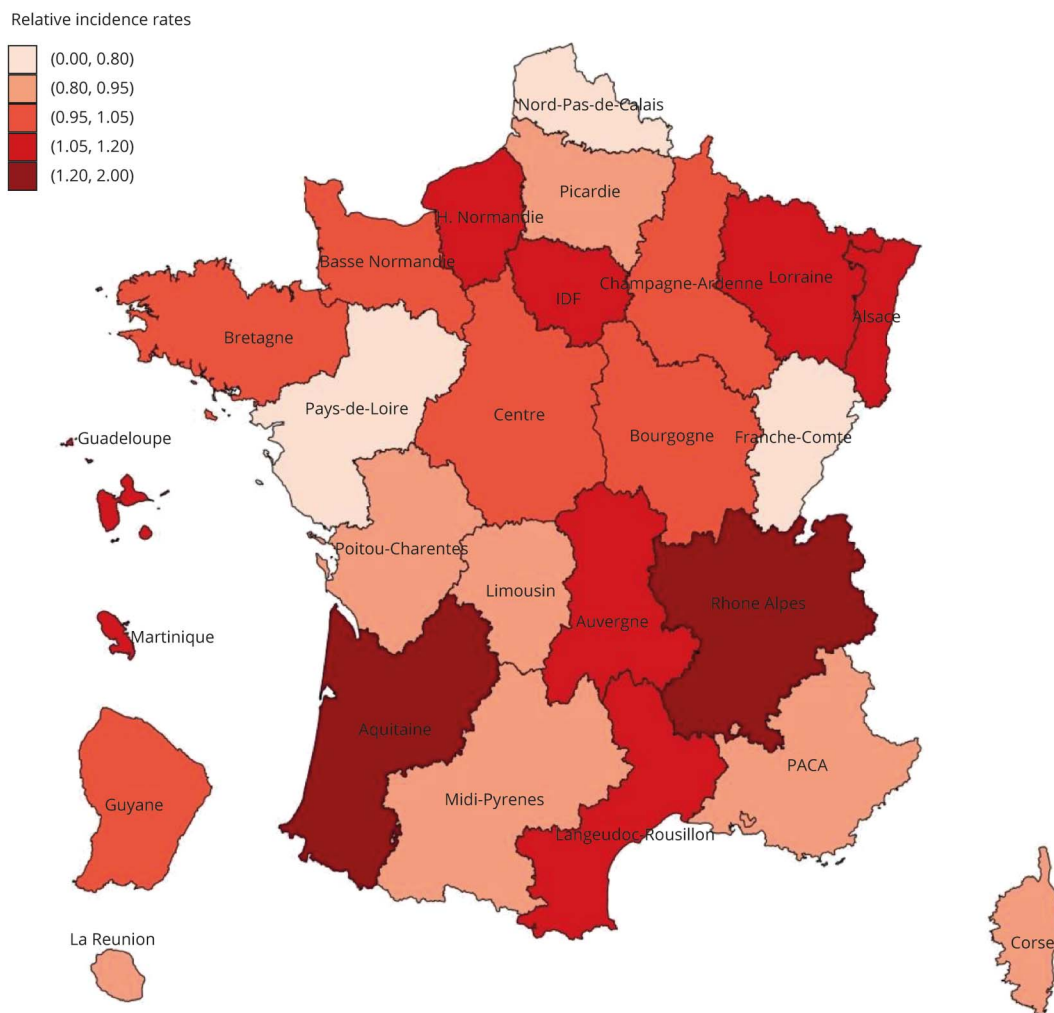 Relative incidence rates
(0.00, 0.80)
(0.80, 0.95)
(0.95, 1.05)
(1.05, 1.20)
(1.20, 2.00)
Nord-Pas-de-Calais
Picardie
H. Normandie
Basse Normandie
Champagne-Ardenne
Lorraine
IDF
Alsace
Bretagne
Pays-de-Loire
Centre
Bourgogne
Franche-Comte
Guadeloupe
Poitou-Charentes
Limousin
Rhone Alpes
Auvergne
Martinique
Aquitaine
PACA
Midi-Pyrenes
Guyane
Langeudoc-Rousillon
La Reunion
Corse